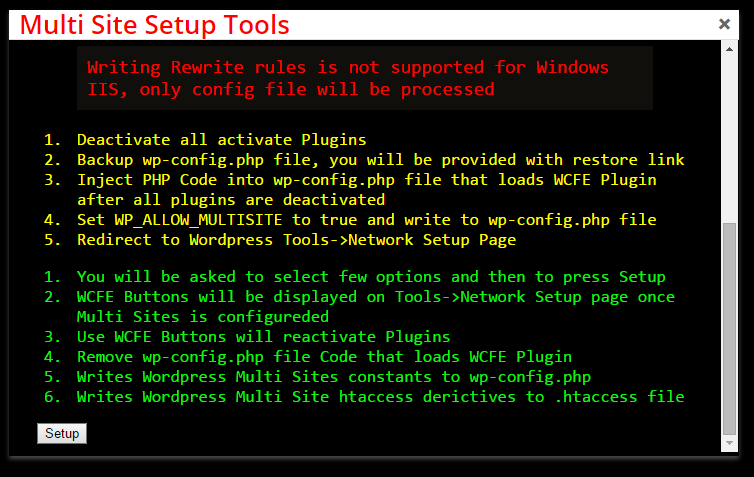 Multi Site Setup Tools
Writing Rewrite rules is not supported for Windows
IIS, only config file will be processed
1. Deactivate all activate Plugins
2. Backup wp-config.php file, you will be provided with restore link
3. Inject PHP Code into wp-config.php file that loads WCFE Plugin
after all plugins are deactivated
4. Set WP_ALLOW_MULTISITE to true and write to wp-config.php file
5. Redirect to Wordpress Tools->Network Setup Page
1. You will be asked to select few options and then to press Setup
2. WCFE Buttons will be displayed on Tools->Network Setup page once
Multi Sites is configureded
3. Use WCFE Buttons will reactivate Plugins
4. Remove wp-config.php file Code that loads WCFE Plugin
5. Writes Wordpress Multi Sites constants to wp-config.php
6. Writes Wordpress Multi Site htaccess derictives to .htaccess file
Setup